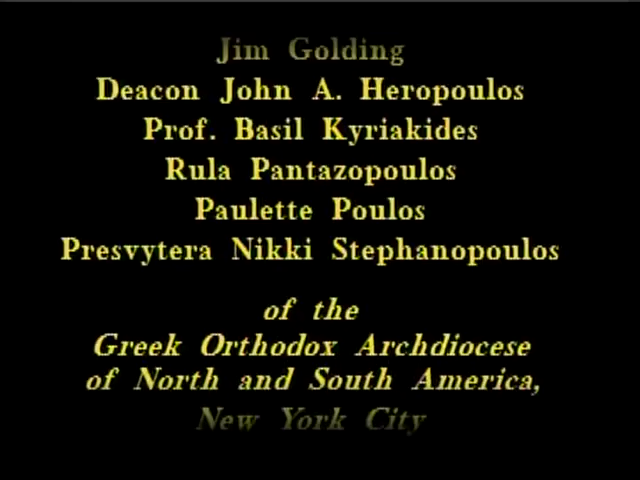 Jim Golding
Deacon John A. Heropoulos
Prof. Basil Kyriakides
Rula Pantazopoulos
Paulette Poulos
Presvytera Nikki Stephanopoulos
of the
Greek Orthodox Archdiocese
of North and South America,
New York City